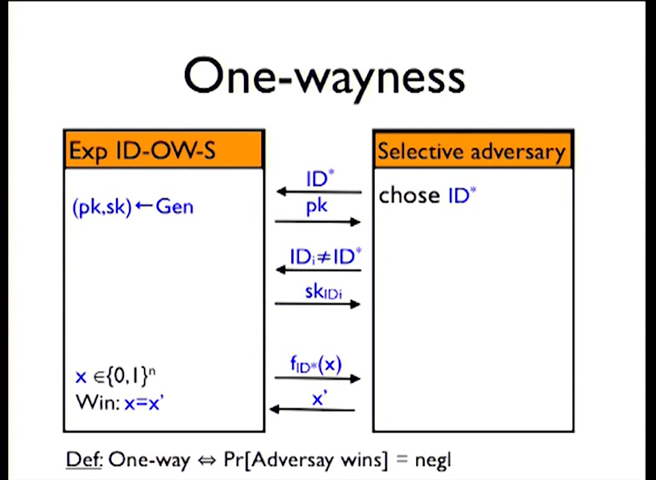 One-wayness
Exp ID-OW-S
Selective adversary
ID*
chose ID*
(pk,sk)←Gen
pk
IDi≠ID*
skIDi
x ∈{0,1}ⁿ
fID*(x)
Win: x=x'
x'
Def: One-way ⇔ Pr[Adversay wins] = negl